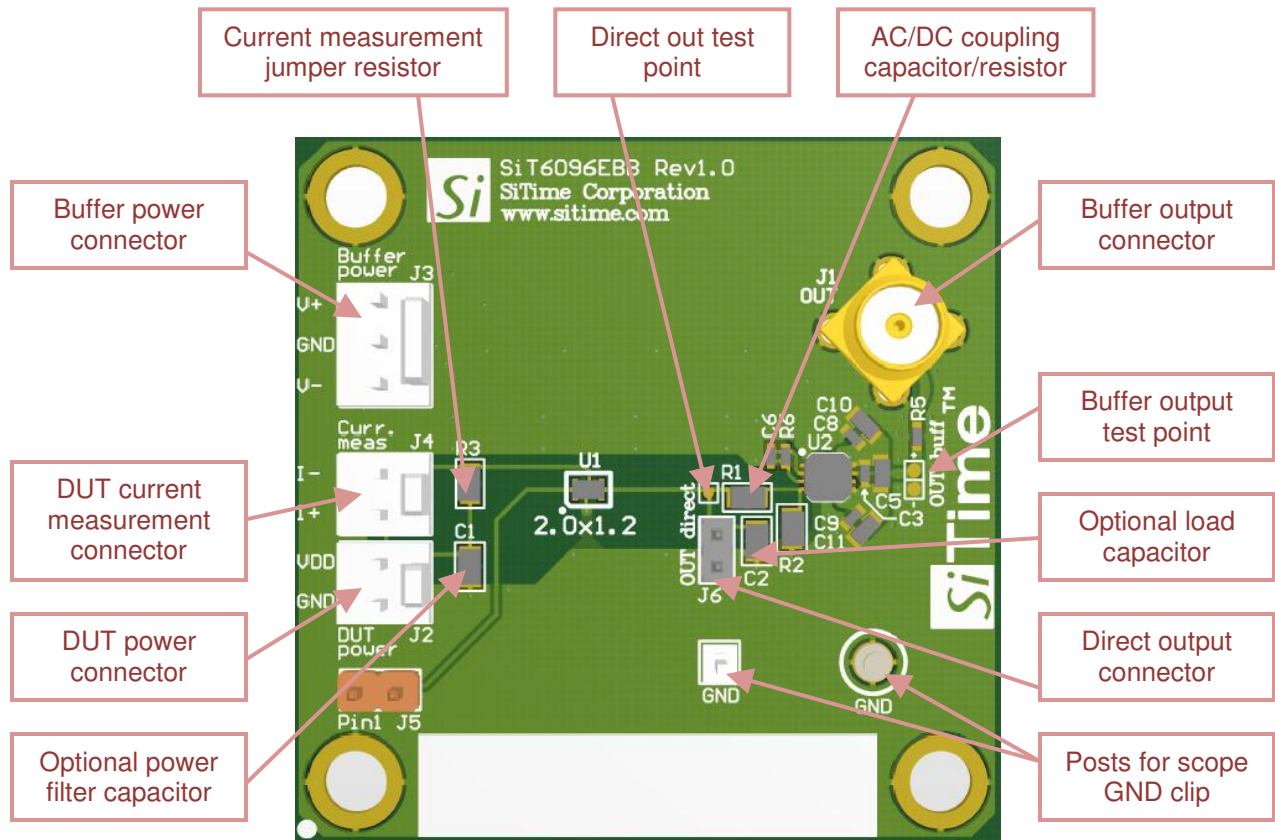 Current measurement
jumper resistor
Direct out test
point
AC/DC coupling
capacitor/resistor
Si
SiT6096EBB Rev1.0
SiTime Corporation
www.sitime.com
Buffer power
connector
Buffer output
connector
Buffer
power J3
V+
GND
V-
J1
OUT
Buffer output
test point
Curr.
meas J4
I-
I+
R3
U1
2.0x1.2
C6
R6
C10
C8
U2
R5
OUT buff
+
-
SiTime™
DUT current
measurement
connector
R1
OUT direct
C5
C3
C9
C11
C2
R2
J6
Optional load
capacitor
C1
VDD
GND
DUT
power J2
DUT power
connector
Direct output
connector
GND
GND
Pin1 J5
Optional power
filter capacitor
Posts for scope
GND clip